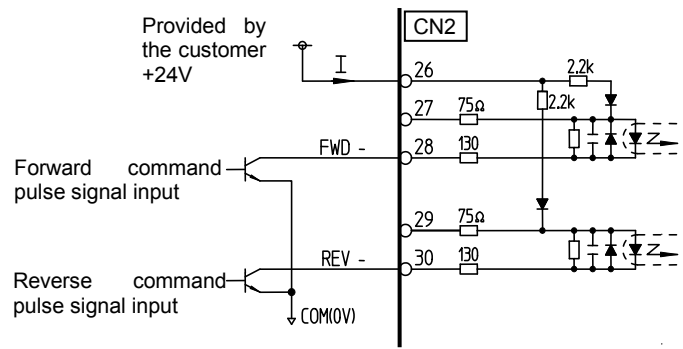 Provided by
the customer
+24V
CN2
I
26
2.2k
2.2k
27
75Ω
FWD -
28
130
Forward command
pulse signal input
29
75Ω
REV -
30
130
Reverse command
pulse signal input
COM(0V)